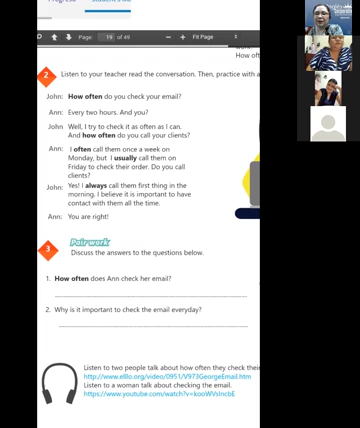 Page 19 of 49 − + Fit Page
How oft
2 Listen to your teacher read the conversation. Then, practice with a
John: How often do you check your email?
Ann: Every two hours. And you?
John Well, I try to check it as often as I can.
And how often do you call your clients?
Ann: I often call them once a week on
Monday, but I usually call them on
Friday to check their order. Do you call
clients?
John: Yes! I always call them first thing in the
morning. I believe it is important to have
contact with them all the time.
Ann: You are right!
3 Pair work
Discuss the answers to the questions below.
1. How often does Ann check her email?
2. Why is it important to check the email everyday?
Listen to two people talk about how often they check their
http://www.elllo.org/video/0951/V973GeorgeEmail.htm
Listen to a woman talk about checking the email.
https://www.youtube.com/watch?v=kooWVsIncbE